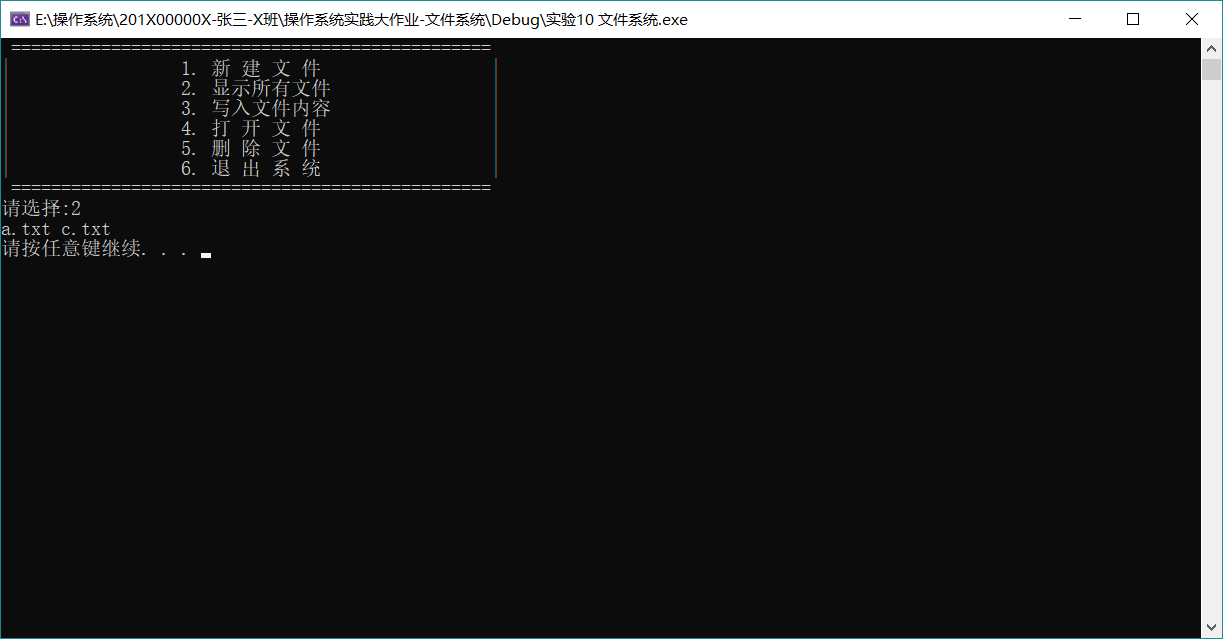 E:\操作系统\201X00000X-张三-X班\操作系统实践大作业-文件系统\Debug\实验10 文件系统.exe
================================================
1. 新 建 文 件
2. 显示所有文件
3. 写入文件内容
4. 打 开 文 件
5. 删 除 文 件
6. 退 出 系 统
================================================
请选择:2
a.txt c.txt
请按任意键继续. . .